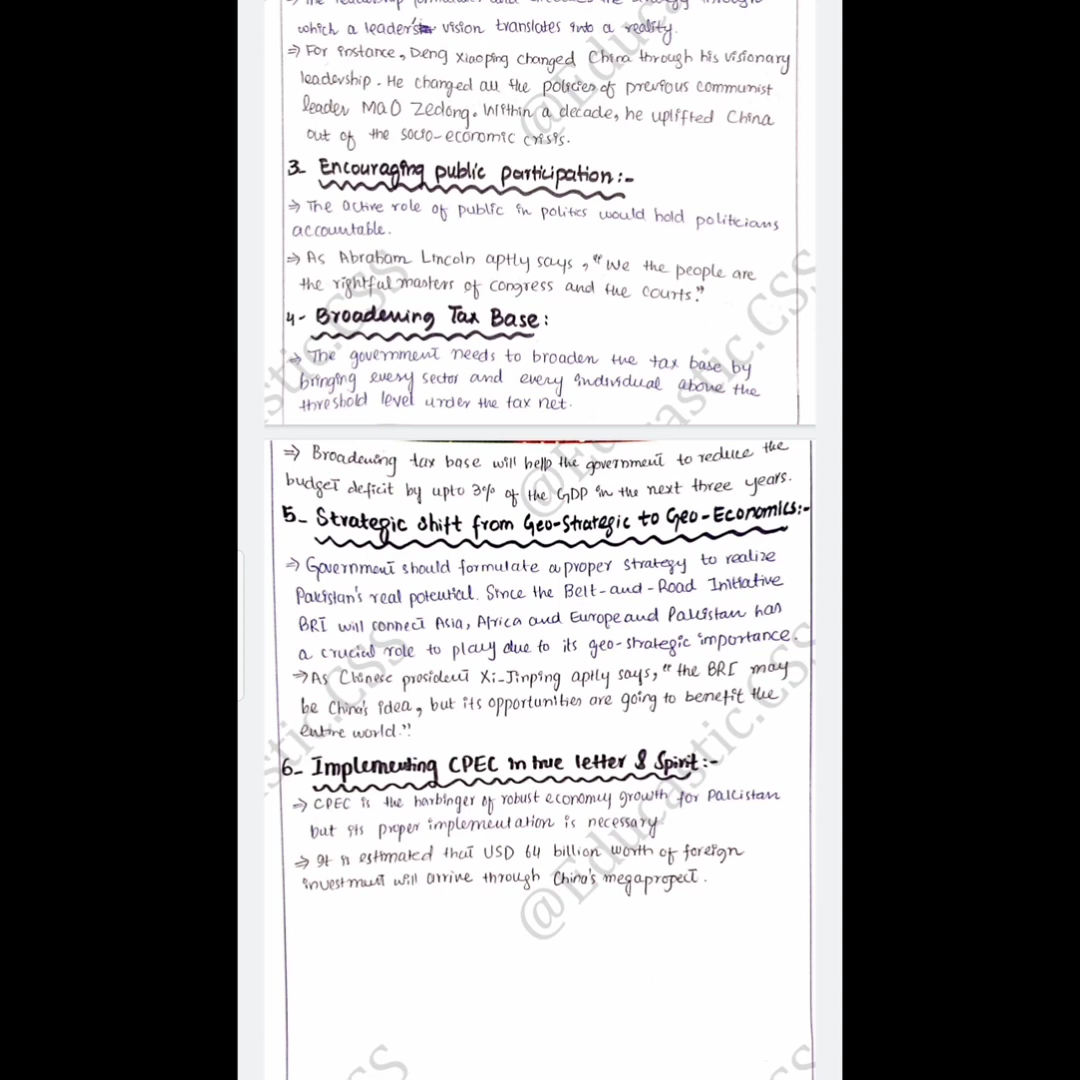 which a leader's vision translates into a reality.
⇒ For instance, Deng Xiaoping changed China through his visionary
leadership. He changed all the policies of previous communist
leader Mao Zedong. Within a decade, he uplifted China
out of the socio-economic crisis.
3- Encouraging public participation:-
⇒ The active role of public in politics would hold politicians
accountable.
⇒ As Abraham Lincoln aptly says, "We the people are
the rightful masters of congress and the courts."
4- Broadening Tax Base:
⇒ The government needs to broaden the tax base by
bringing every sector and every individual above the
threshold level under the tax net.
⇒ Broadening tax base will help the government to reduce the
budget deficit by upto 3% of the GDP in the next three years.
5- Strategic shift from Geo-Strategic to Geo-Economics:-
⇒ Government should formulate a proper strategy to realize
Pakistan's real potential. Since the Belt-and-Road Initiative
BRI will connect Asia, Africa and Europe and Pakistan has
a crucial role to play due to its geo-strategic importance.
⇒ As Chinese president Xi-Jinping aptly says, "the BRI may
be China's idea, but its opportunities are going to benefit the
entire world."
6- Implementing CPEC in true letter & Spirit:-
⇒ CPEC is the harbinger of robust economy growth for Pakistan
but its proper implementation is necessary
⇒ It is estimated that USD 64 billion worth of foreign
investment will arrive through China's megaproject.
@Educastic.CSS
@Educastic.CSS